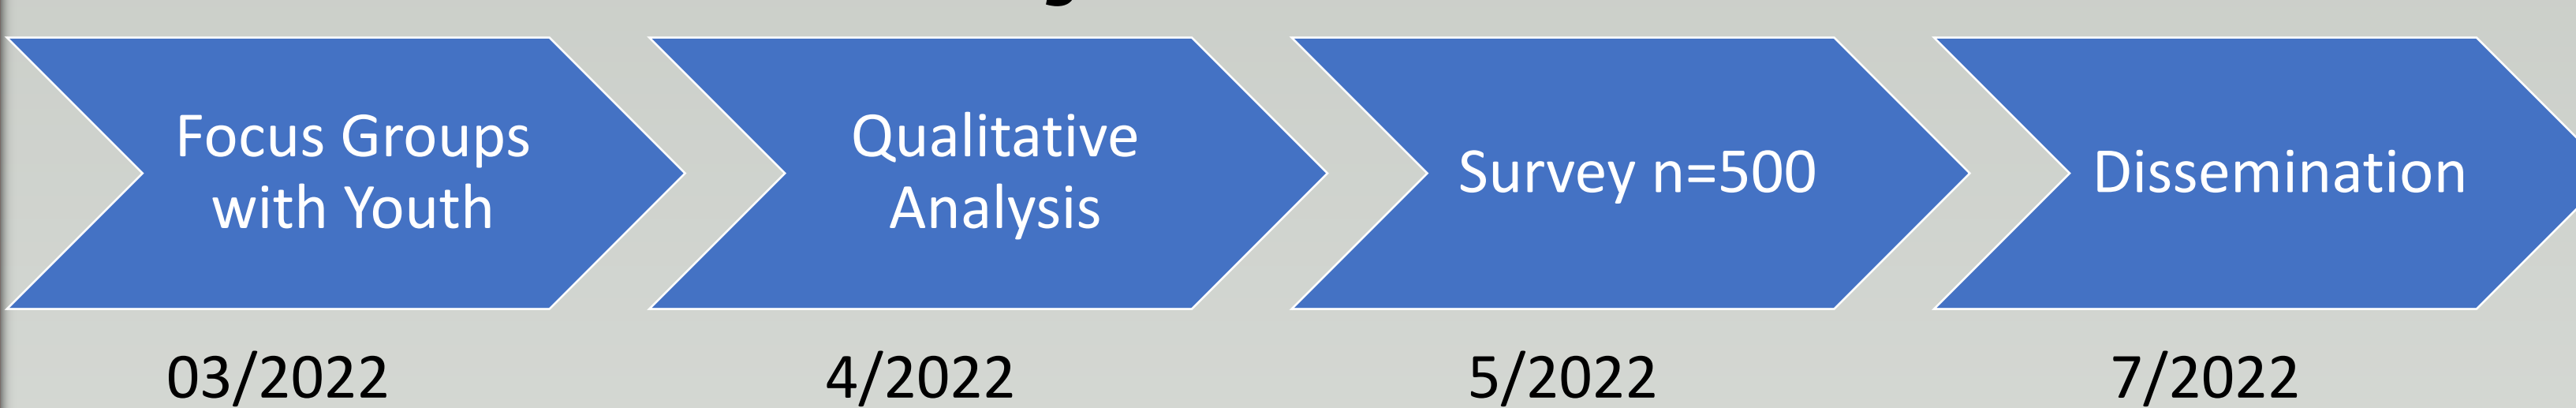 Focus Groups
with Youth
Qualitative
Analysis
Survey n=500
Dissemination
03/2022
4/2022
5/2022
7/2022